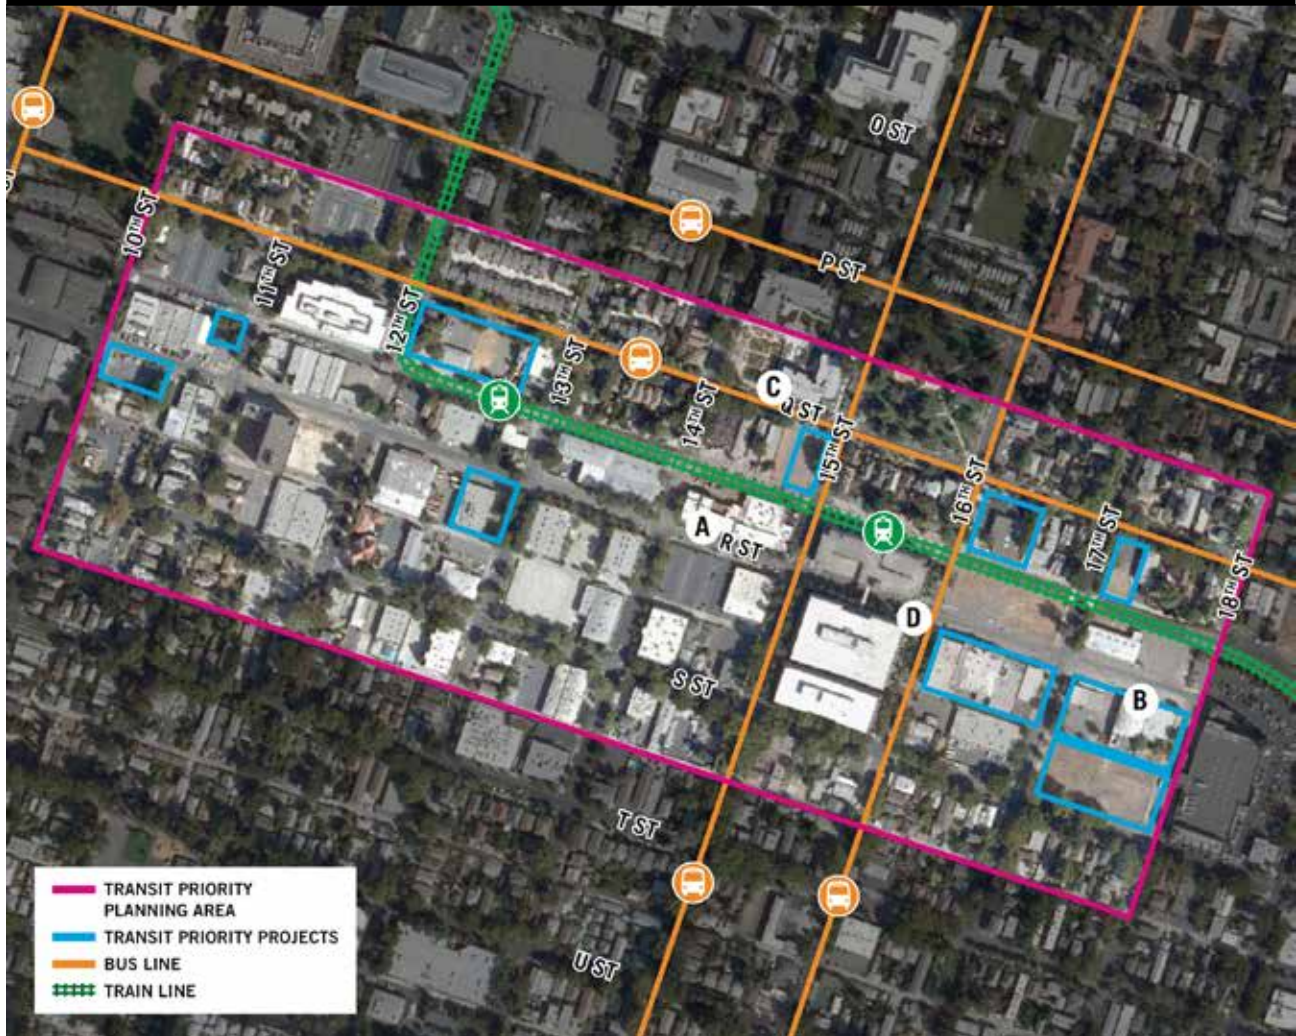 O ST
P ST
10TH ST
11TH ST
12TH ST
13TH ST
14TH ST
C
Q ST
15TH ST
16TH ST
17TH ST
18TH ST
A
R ST
D
B
S ST
T ST
U ST
TRANSIT PRIORITY
PLANNING AREA
TRANSIT PRIORITY PROJECTS
BUS LINE
TRAIN LINE